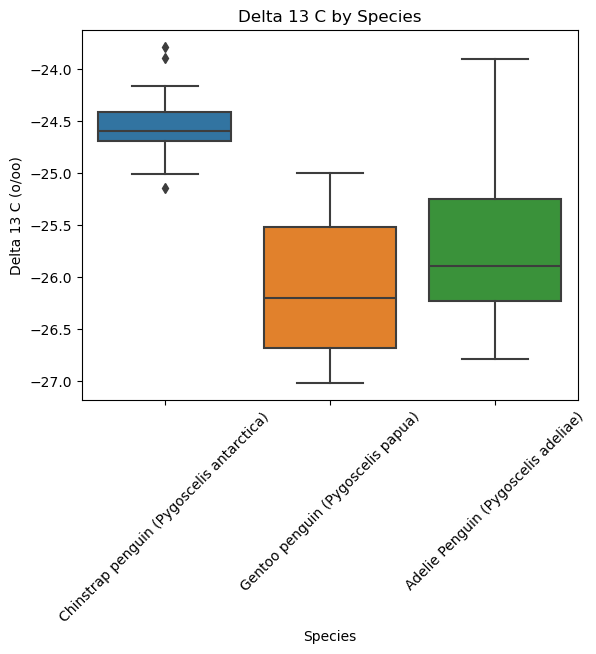 Delta 13 C by Species
Delta 13 C (o/oo)
−24.0
−24.5
−25.0
−25.5
−26.0
−26.5
−27.0
Chinstrap penguin (Pygoscelis antarctica)
Gentoo penguin (Pygoscelis papua)
Adelie Penguin (Pygoscelis adeliae)
Species